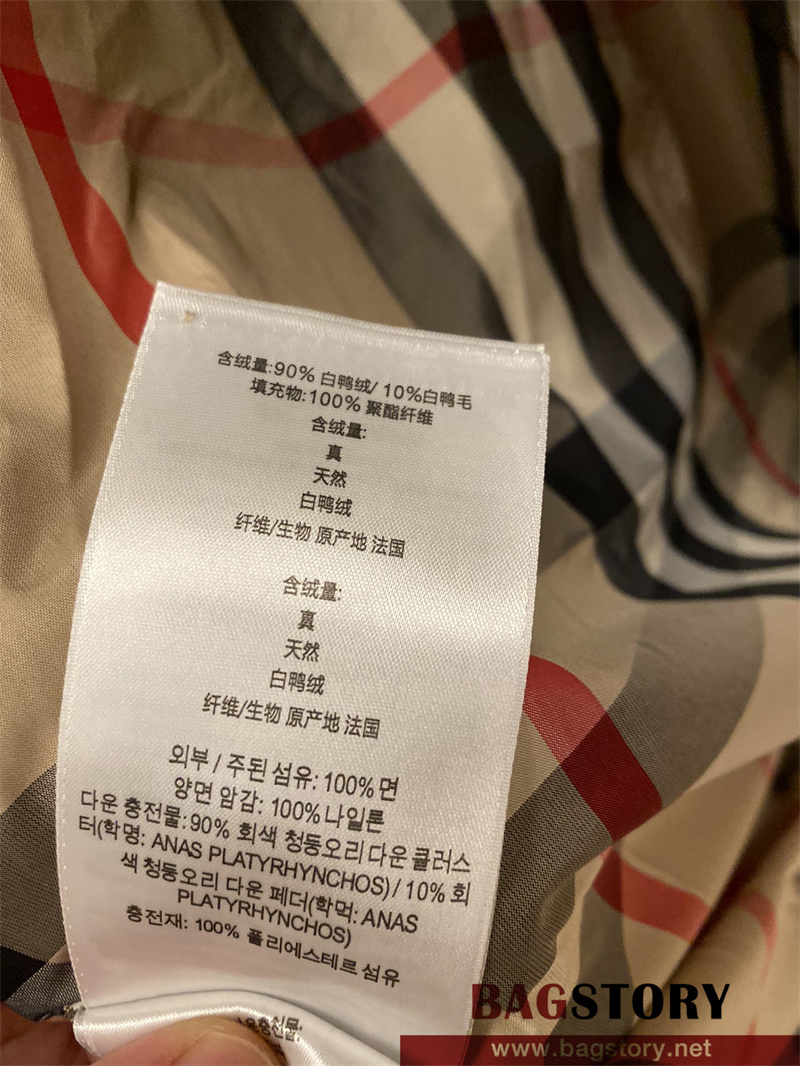 含绒量:90% 白鸭绒/ 10%白鸭毛
填充物:100% 聚酯纤维
含绒量:
真
天然
白鸭绒
纤维/生物 原产地 法国
含绒量:
真
天然
白鸭绒
纤维/生物 原产地 法国
외부 / 주된 섬유: 100% 면
양면 암감: 100% 나일론
다운 충전물:90% 회색 청둥오리 다운 클러스
터(학명: ANAS PLATYRHYNCHOS) / 10% 회
색 청둥오리 다운 페더(학먹: ANAS
PLATYRHYNCHOS)
충전재: 100% 폴리에스테르 섬유
BAGSTORY
www.bagstory.net